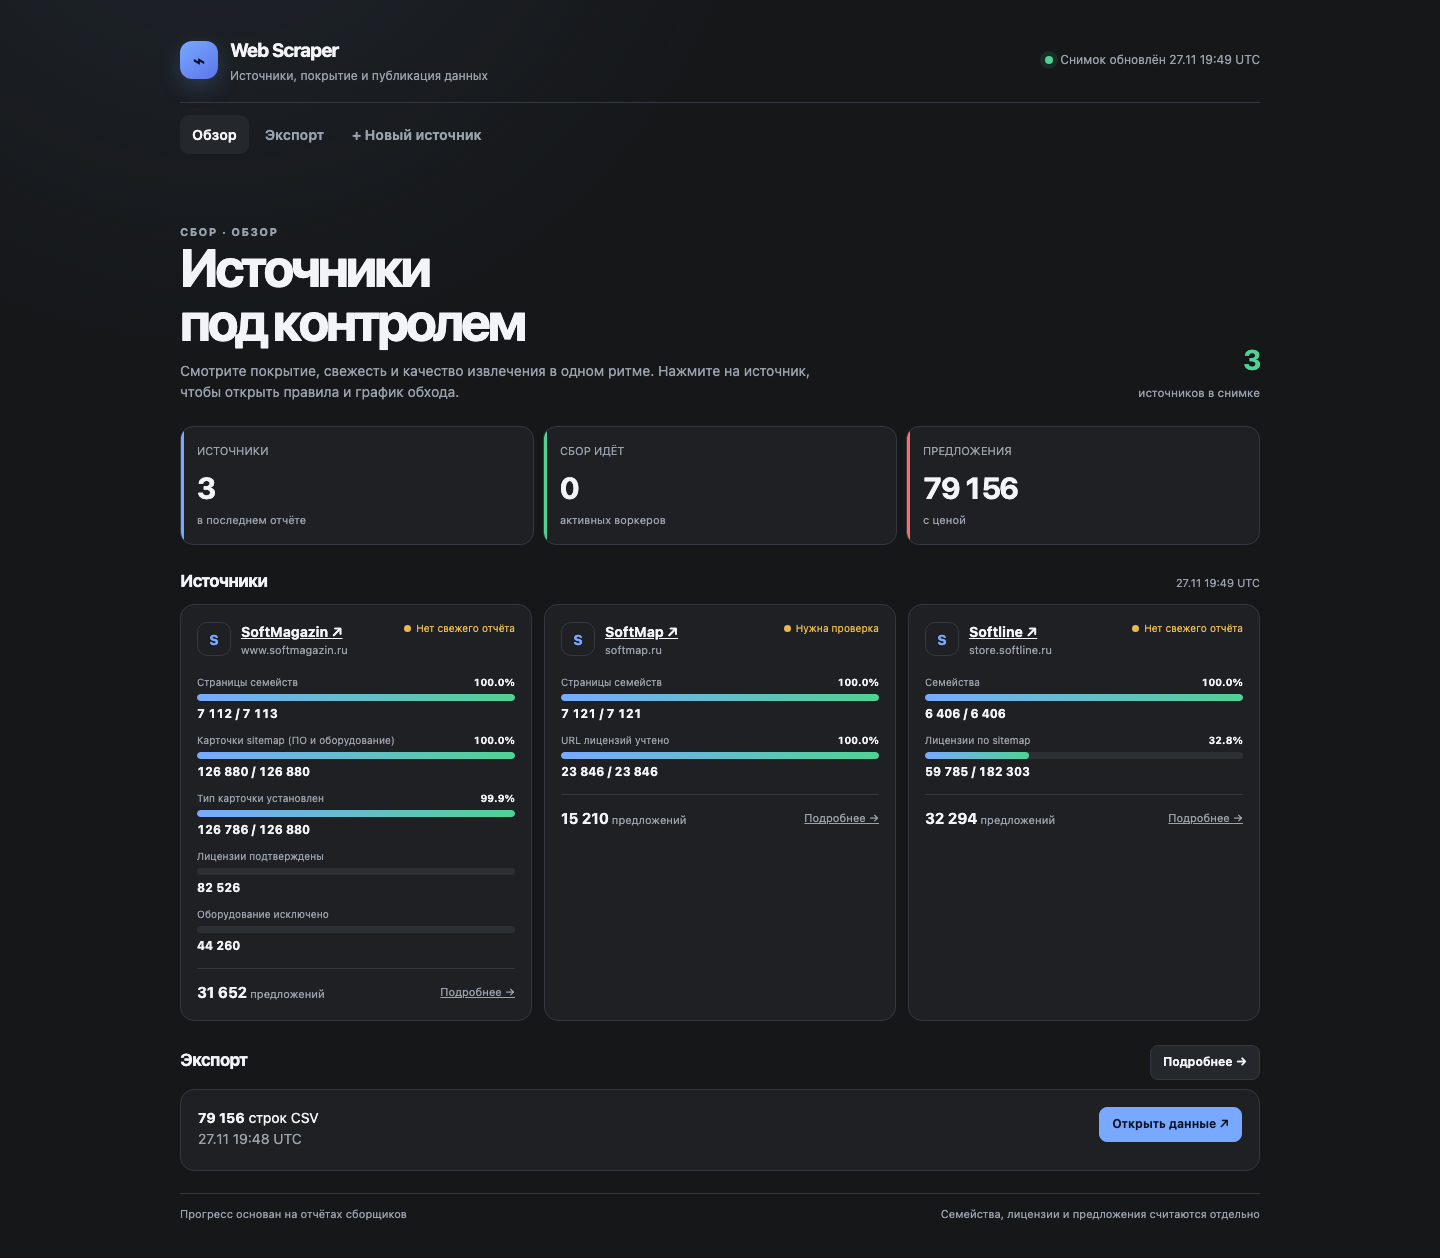 Web Scraper
Источники, покрытие и публикация данных
Снимок обновлён 27.11 19:49 UTC
Обзор
Экспорт
+ Новый источник
СБОР · ОБЗОР
Источники
под контролем
Смотрите покрытие, свежесть и качество извлечения в одном ритме. Нажмите на источник,
чтобы открыть правила и график обхода.
3
источников в снимке
ИСТОЧНИКИ
3
в последнем отчёте
СБОР ИДЁТ
0
активных воркеров
ПРЕДЛОЖЕНИЯ
79 156
с ценой
Источники
27.11 19:49 UTC
S
SoftMagazin ↗
www.softmagazin.ru
Нет свежего отчёта
Страницы семейств 100.0%
7 112 / 7 113
Карточки sitemap (ПО и оборудование) 100.0%
126 880 / 126 880
Тип карточки установлен 99.9%
126 786 / 126 880
Лицензии подтверждены
82 526
Оборудование исключено
44 260
31 652 предложений
Подробнее →
S
SoftMap ↗
softmap.ru
Нужна проверка
Страницы семейств 100.0%
7 121 / 7 121
URL лицензий учтено 100.0%
23 846 / 23 846
15 210 предложений
Подробнее →
S
Softline ↗
store.softline.ru
Нет свежего отчёта
Семейства 100.0%
6 406 / 6 406
Лицензии по sitemap 32.8%
59 785 / 182 303
32 294 предложений
Подробнее →
Экспорт
Подробнее →
79 156 строк CSV
27.11 19:48 UTC
Открыть данные ↗
Прогресс основан на отчётах сборщиков
Семейства, лицензии и предложения считаются отдельно